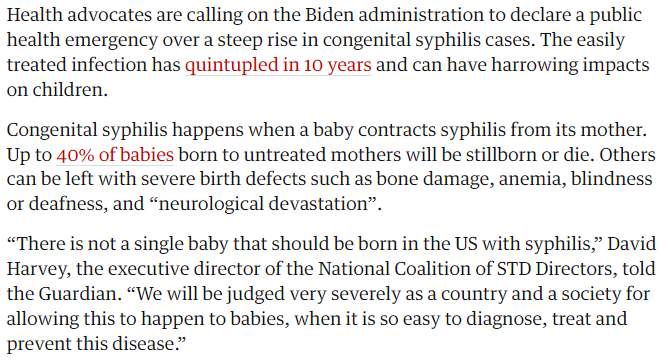 Health advocates are calling on the Biden administration to declare a public
health emergency over a steep rise in congenital syphilis cases. The easily
treated infection has quintupled in 10 years and can have harrowing impacts
on children.
Congenital syphilis happens when a baby contracts syphilis from its mother.
Up to 40% of babies born to untreated mothers will be stillborn or die. Others
can be left with severe birth defects such as bone damage, anemia, blindness
or deafness, and “neurological devastation”.
“There is not a single baby that should be born in the US with syphilis,” David
Harvey, the executive director of the National Coalition of STD Directors, told
the Guardian. “We will be judged very severely as a country and a society for
allowing this to happen to babies, when it is so easy to diagnose, treat and
prevent this disease.”